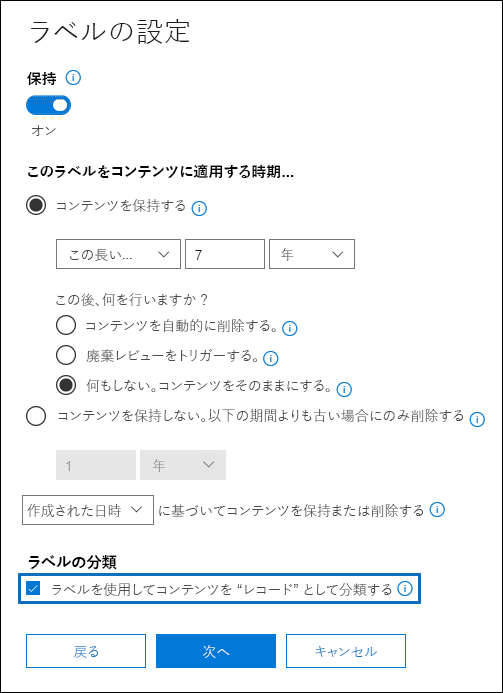 ラベルの設定
保持
オン
このラベルをコンテンツに適用する時期...
コンテンツを保持する
この長い... 7 年
この後、何を行いますか？
コンテンツを自動的に削除する。
廃棄レビューをトリガーする。
何もしない。コンテンツをそのままにする。
コンテンツを保持しない。以下の期間よりも古い場合にのみ削除する
1 年
作成された日時 に基づいてコンテンツを保持または削除する
ラベルの分類
ラベルを使用してコンテンツを “レコード” として分類する
戻る 次へ キャンセル